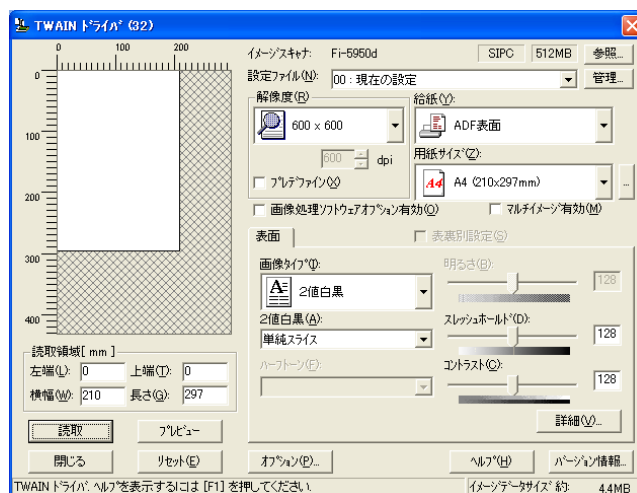 TWAIN ﾄﾞﾗｲﾊﾞ (32)
0 100 200
0
100
200
300
400
ｲﾒｰｼﾞｽｷｬﾅ: Fi-5950d SIPC 512MB 参照...
設定ﾌｧｲﾙ(N): 00 : 現在の設定 管理...
解像度(R)
600 x 600
600 dpi
ﾌﾟﾚﾃﾞﾌｧｲﾝ(X)
給紙(Y):
ADF表面
用紙ｻｲｽﾞ(Z):
A4 A4 (210x297mm) ...
画像処理ｿﾌﾄｳｪｱｵﾌﾟｼｮﾝ有効(O) ﾏﾙﾁｲﾒｰｼﾞ有効(M)
表面 表裏別設定(S)
画像ﾀｲﾌﾟ(I):
2値白黒
2値白黒(A):
単純ｽﾗｲｽ
ﾊｰﾌﾄｰﾝ(F):
明るさ(B):
128
ｽﾚｯｼｭﾎｰﾙﾄﾞ(D):
128
ｺﾝﾄﾗｽﾄ(C):
128
詳細(V)...
読取領域[ mm ]
左端(L): 0 上端(T): 0
横幅(W): 210 長さ(G): 297
読取 ﾌﾟﾚﾋﾞｭｰ
閉じる ﾘｾｯﾄ(E) ｵﾌﾟｼｮﾝ(P)... ﾍﾙﾌﾟ(H) ﾊﾞｰｼﾞｮﾝ情報...
TWAIN ﾄﾞﾗｲﾊﾞ. ﾍﾙﾌﾟを表示するには [F1] を押してください. ｲﾒｰｼﾞﾃﾞｰﾀｻｲｽﾞ 約: 4.4MB